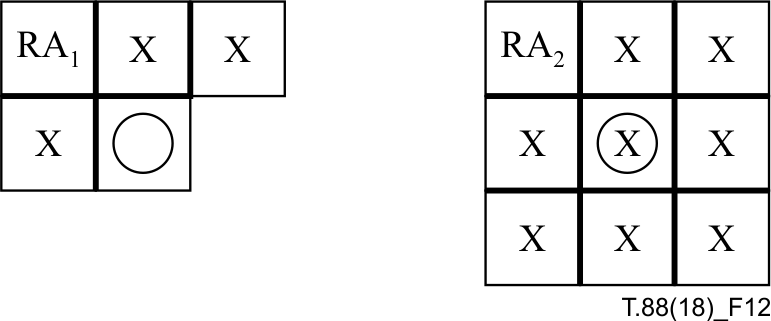 RA₁ X X RA₂ X X
X X X X
X X X
T.88(18)_F12